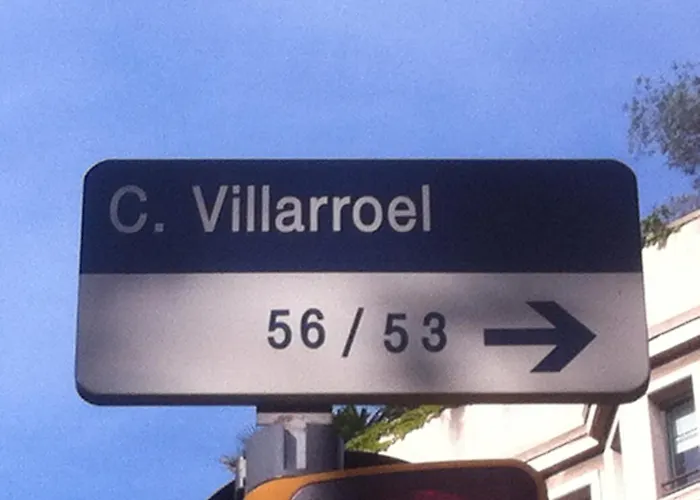 C. Villarroel
56 / 53 →